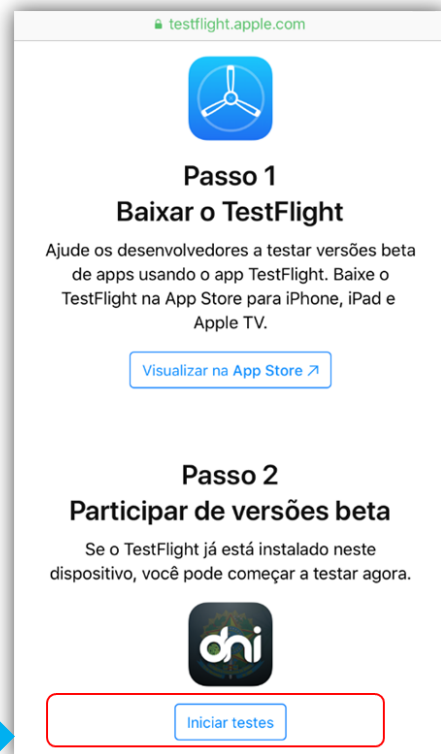 testflight.apple.com
Passo 1
Baixar o TestFlight
Ajude os desenvolvedores a testar versões beta
de apps usando o app TestFlight. Baixe o
TestFlight na App Store para iPhone, iPad e
Apple TV.
Visualizar na App Store ↗
Passo 2
Participar de versões beta
Se o TestFlight já está instalado neste
dispositivo, você pode começar a testar agora.
dni
Iniciar testes